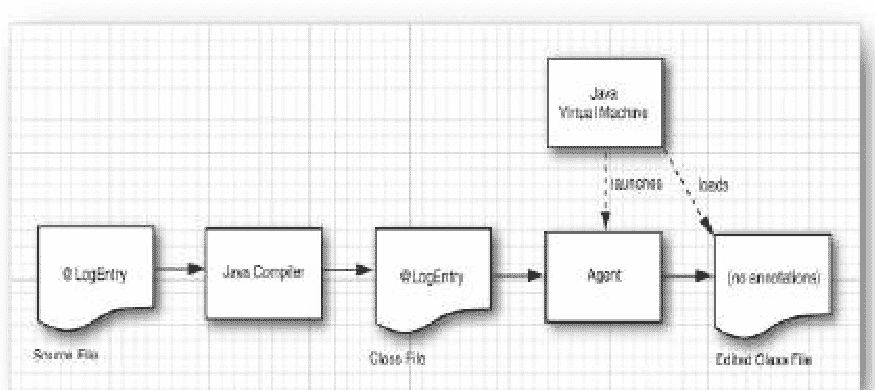 Java
Virtual Machine
launches
loads
@LogEntry
Java Compiler
@LogEntry
Agent
(no annotations)
Source File
Class File
Edited Class File